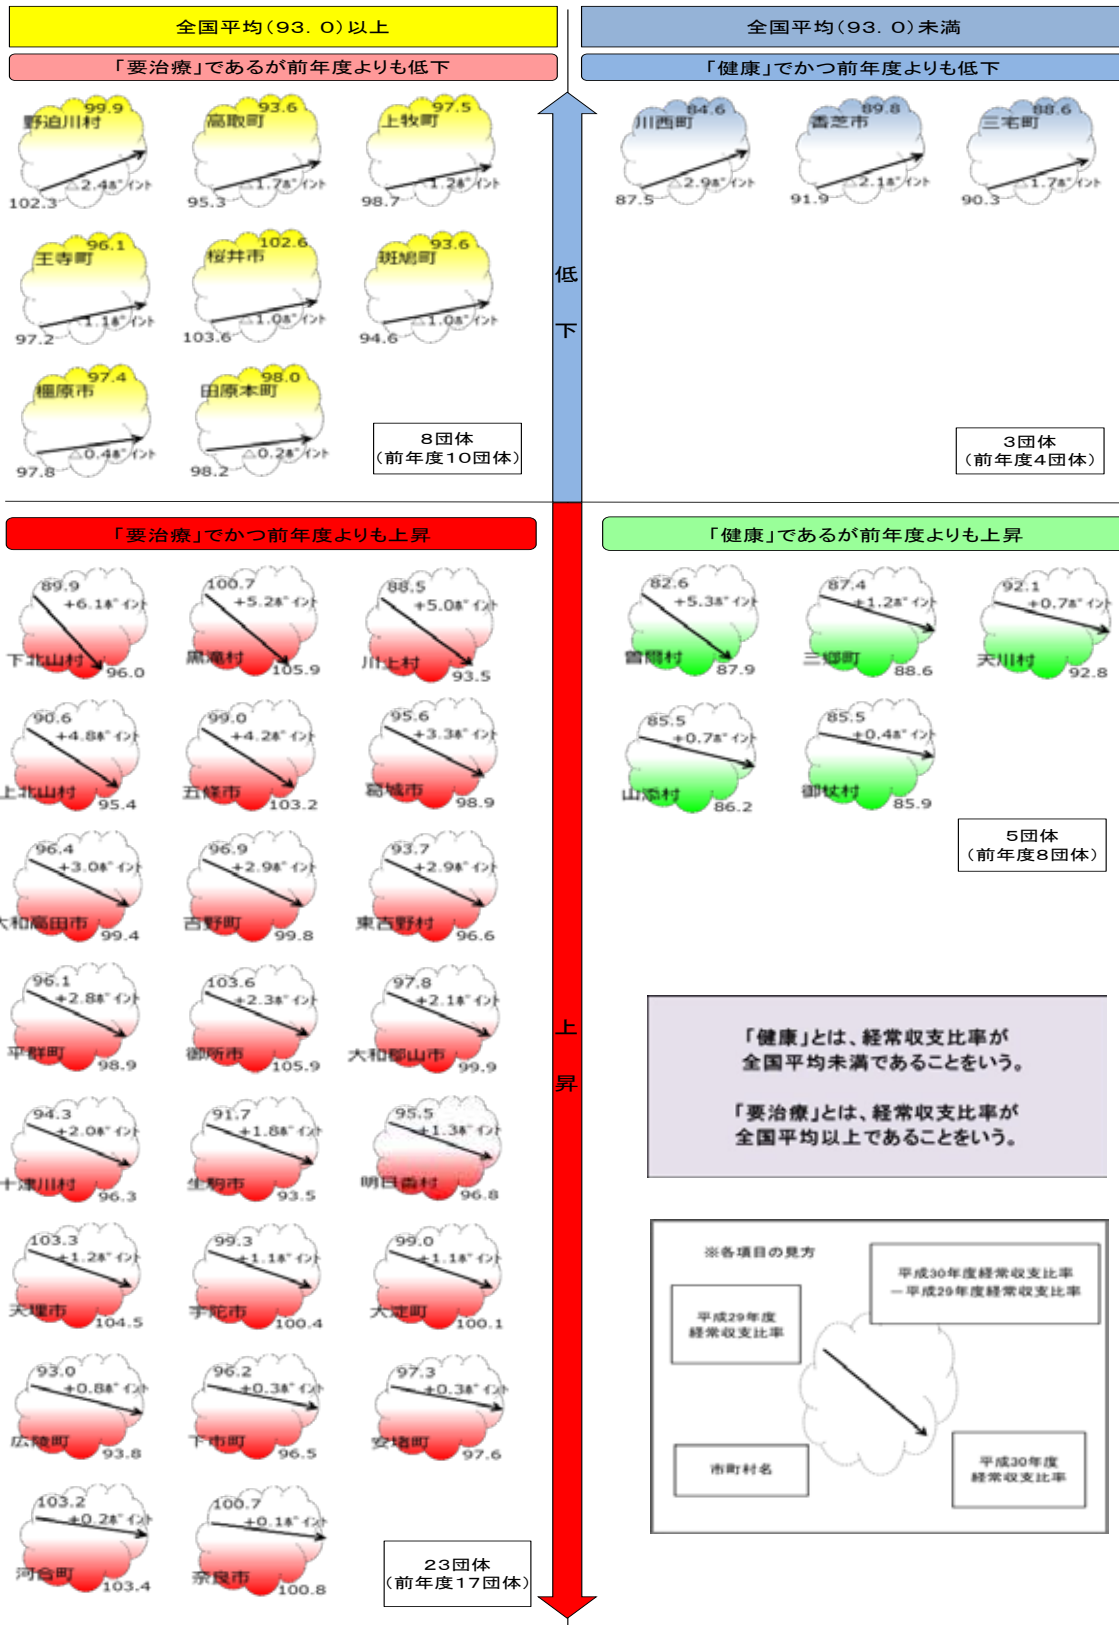 全国平均(93.0)以上
全国平均(93.0)未満
「要治療」であるが前年度よりも低下
「健康」でかつ前年度よりも低下
99.9
野迫川村
△2.4ポイント
102.3
93.6
高取町
△1.7ポイント
95.3
97.5
上牧町
△1.2ポイント
98.7
84.6
川西町
△2.9ポイント
87.5
89.8
香芝市
△2.1ポイント
91.9
88.6
三宅町
△1.7ポイント
90.3
96.1
王寺町
△1.1ポイント
97.2
102.6
桜井市
△1.0ポイント
103.6
93.6
斑鳩町
△1.0ポイント
94.6
97.4
橿原市
△0.4ポイント
97.8
98.0
田原本町
△0.2ポイント
98.2
8団体
(前年度10団体)
3団体
(前年度4団体)
低
下
「要治療」でかつ前年度よりも上昇
「健康」であるが前年度よりも上昇
89.9
+6.1ポイント
下北山村
96.0
100.7
+5.2ポイント
黒滝村
105.9
88.5
+5.0ポイント
川上村
93.5
82.6
+5.3ポイント
曽爾村
87.9
87.4
+1.2ポイント
三郷町
88.6
92.1
+0.7ポイント
天川村
92.8
90.6
+4.8ポイント
上北山村
95.4
99.0
+4.2ポイント
五條市
103.2
95.6
+3.3ポイント
葛城市
98.9
85.5
+0.7ポイント
山添村
86.2
85.5
+0.4ポイント
御杖村
85.9
5団体
(前年度8団体)
96.4
+3.0ポイント
大和高田市
99.4
96.9
+2.9ポイント
吉野町
99.8
93.7
+2.9ポイント
東吉野村
96.6
96.1
+2.8ポイント
平群町
98.9
103.6
+2.3ポイント
御所市
105.9
97.8
+2.1ポイント
大和郡山市
99.9
上
昇
94.3
+2.0ポイント
十津川村
96.3
91.7
+1.8ポイント
生駒市
93.5
95.5
+1.3ポイント
明日香村
96.8
103.3
+1.2ポイント
天理市
104.5
99.3
+1.1ポイント
宇陀市
100.4
99.0
+1.1ポイント
大淀町
100.1
93.0
+0.8ポイント
広陵町
93.8
96.2
+0.3ポイント
下市町
96.5
97.3
+0.3ポイント
安堵町
97.6
103.2
+0.2ポイント
河合町
103.4
100.7
+0.1ポイント
奈良市
100.8
23団体
(前年度17団体)
「健康」とは、経常収支比率が
全国平均未満であることをいう。
「要治療」とは、経常収支比率が
全国平均以上であることをいう。
※各項目の見方
平成30年度経常収支比率
－平成29年度経常収支比率
平成29年度
経常収支比率
市町村名
平成30年度
経常収支比率